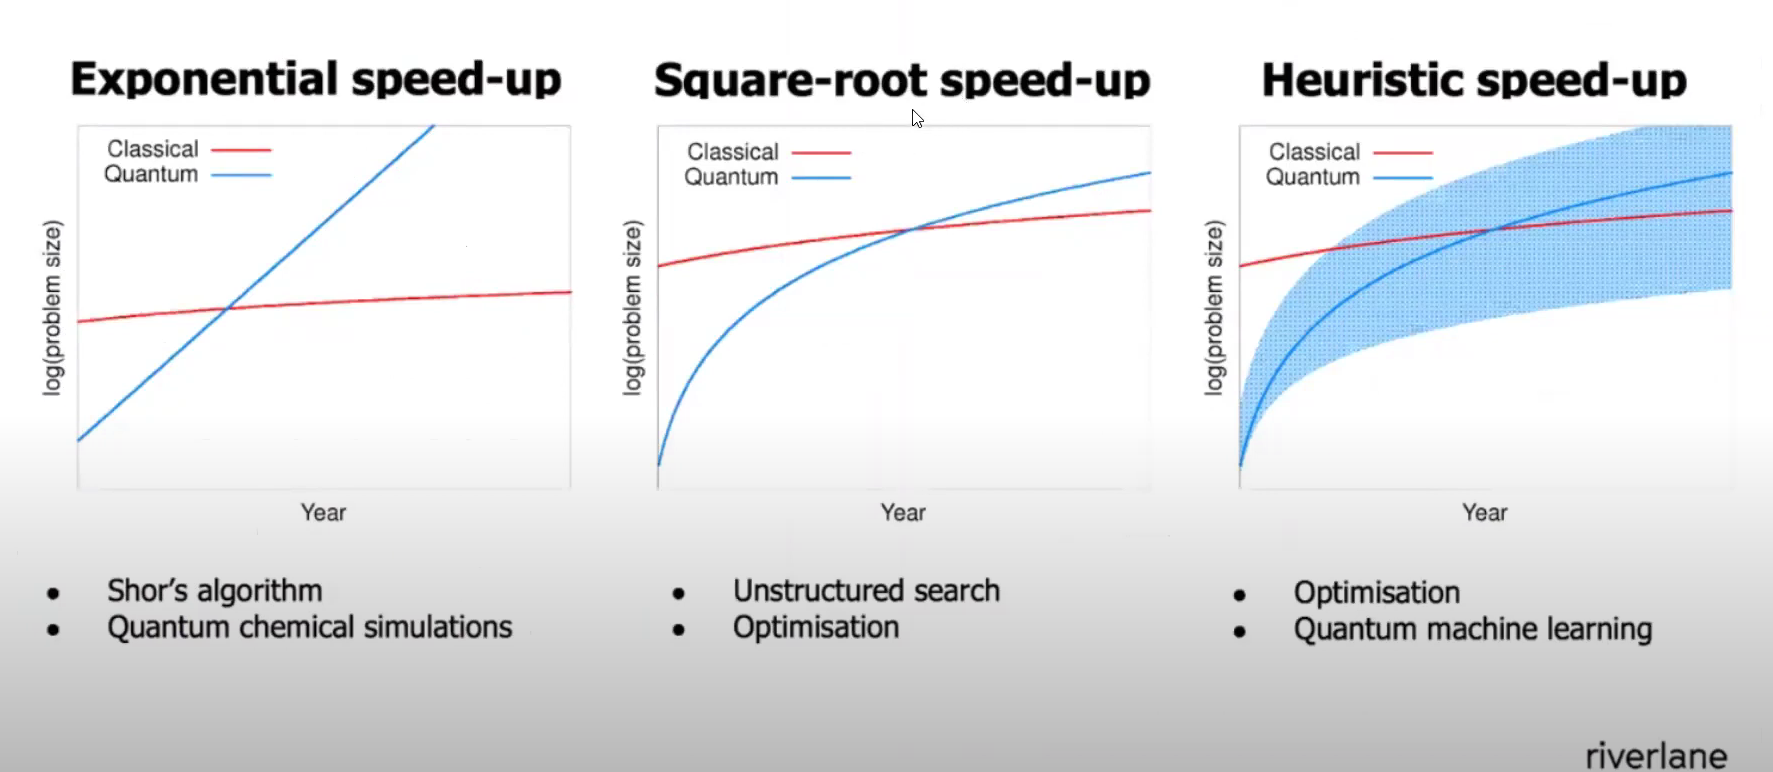 Exponential speed-up
Classical
Quantum
log(problem size)
Year
• Shor's algorithm
• Quantum chemical simulations
Square-root speed-up
Classical
Quantum
log(problem size)
Year
• Unstructured search
• Optimisation
Heuristic speed-up
Classical
Quantum
log(problem size)
Year
• Optimisation
• Quantum machine learning
riverlane